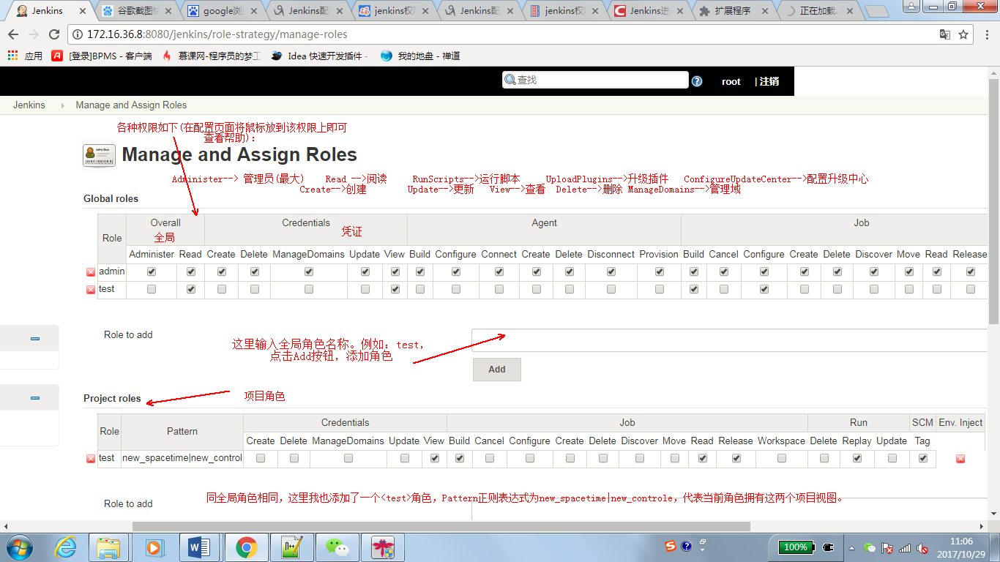 Jenkins
谷歌截图快
google浏
Jenkins配
jenkins权
Jenkins配
jenkins权
Jenkins进
扩展程序
正在加载...
172.16.36.8:8080/jenkins/role-strategy/manage-roles
应用 [登录]BPMS - 客户端 慕课网-程序员的梦工 Idea 快速开发插件 - 我的地盘 - 禅道
查找 root | 注销
Jenkins Manage and Assign Roles
各种权限如下(在配置页面将鼠标放到该权限上即可
查看帮助):
Manage and Assign Roles
Administer--> 管理员(最大) Read -->阅读 RunScripts-->运行脚本 UploadPlugins-->升级插件 ConfigureUpdateCenter-->配置升级中心
Create-->创建 Update-->更新 View-->查看 Delete-->删除 ManageDomains-->管理域
Global roles
Role Overall Credentials Agent Job
全局 凭证
Administer Read Create Delete ManageDomains Update View Build Configure Connect Create Delete Disconnect Provision Build Cancel Configure Create Delete Discover Move Read Release
admin
test
Role to add
这里输入全局角色名称。例如: test,
点击Add按钮, 添加角色
Add
Project roles 项目角色
Role Pattern Credentials Job Run SCM Env. Inject
Create Delete ManageDomains Update View Build Cancel Configure Create Delete Discover Move Read Release Workspace Delete Replay Update Tag
test new_spacetime|new_control
Role to add
同全局角色相同, 这里我也添加了一个<test>角色, Pattern正则表达式为new_spacetime|new_controle, 代表当前角色拥有这两个项目视图。
100%
11:06
2017/10/29